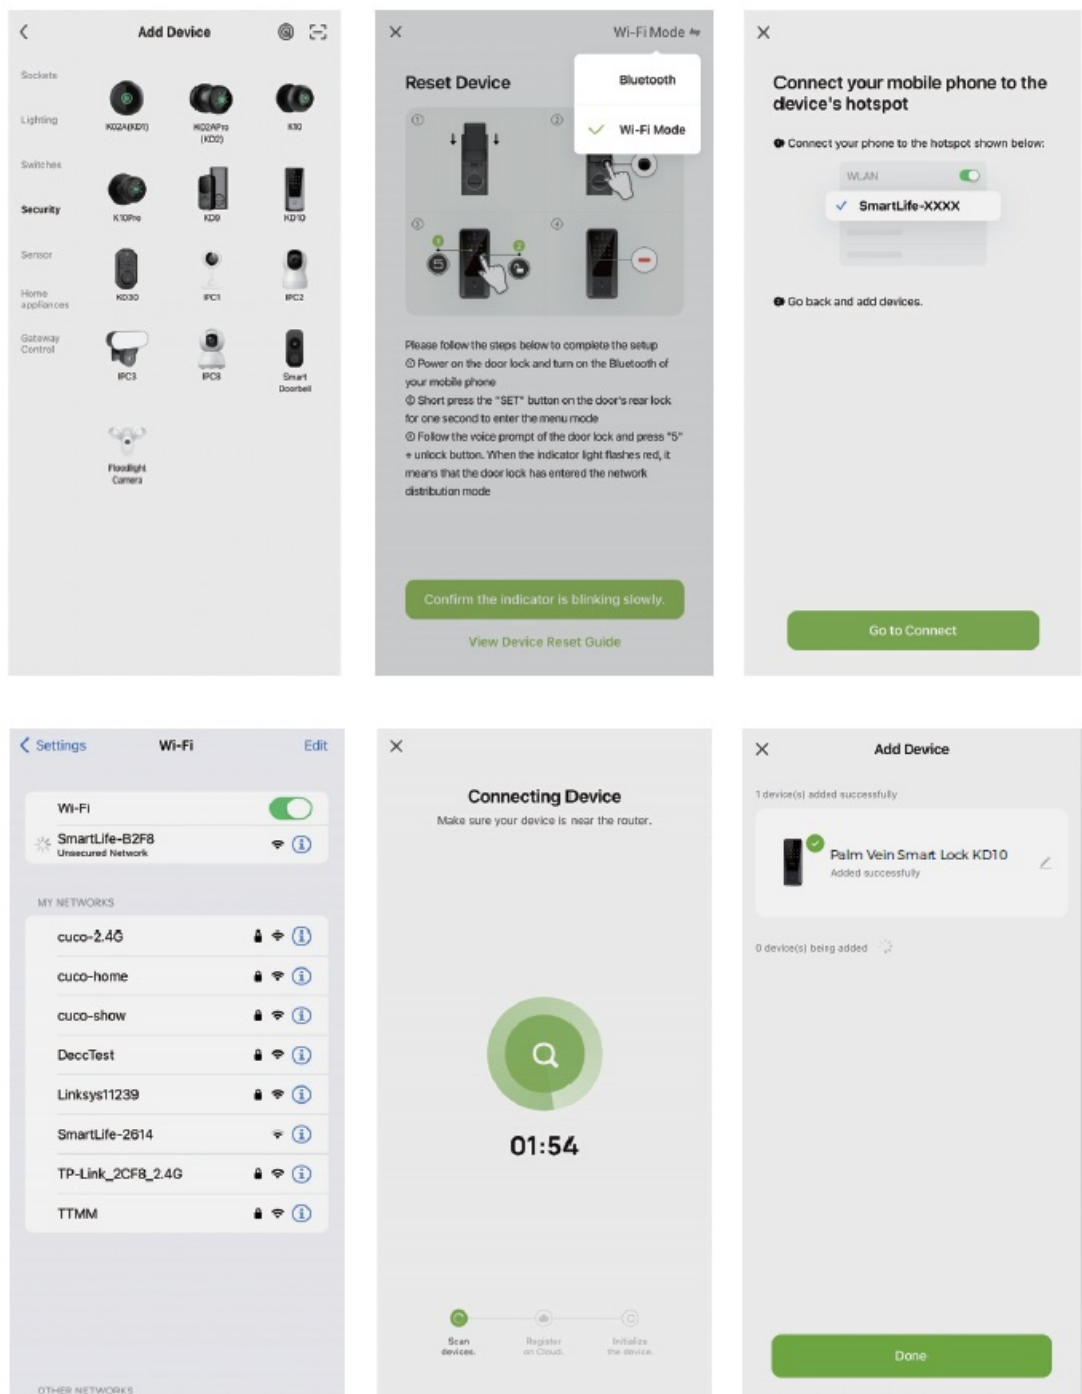 Add Device
Sockets
Lighting
Switches
Security
Sensor
Home
appliances
Gateway
Control
K02A(KD1)
KD2APro
(KD2)
K10
K10Pro
KD9
KD10
KD30
IPC1
IPC2
IPC3
IPC8
Smart
Doorbell
Floodlight
Camera
Wi-Fi Mode
Bluetooth
Wi-Fi Mode
Reset Device
①
②
③
④
1
2
5
Please follow the steps below to complete the setup
① Power on the door lock and turn on the Bluetooth of
your mobile phone
② Short press the "SET" button on the door's rear lock
for one second to enter the menu mode
③ Follow the voice prompt of the door lock and press "5"
+ unlock button. When the indicator light flashes red, it
means that the door lock has entered the network
distribution mode
Confirm the indicator is blinking slowly.
View Device Reset Guide
Connect your mobile phone to the
device's hotspot
❶ Connect your phone to the hotspot shown below:
WLAN
SmartLife-XXXX
❷ Go back and add devices.
Go to Connect
Settings
Wi-Fi
Edit
Wi-Fi
SmartLife-B2F8
Unsecured Network
MY NETWORKS
cuco-2.4G
cuco-home
cuco-show
DeccTest
Linksys11239
SmartLife-2614
TP-Link_2CF8_2.4G
TTMM
OTHER NETWORKS
Connecting Device
Make sure your device is near the router.
01:54
Scan
devices.
Register
on Cloud.
Initialize
the device.
Add Device
1 device(s) added successfully
Palm Vein Smart Lock KD10
Added successfully
0 device(s) being added
Done